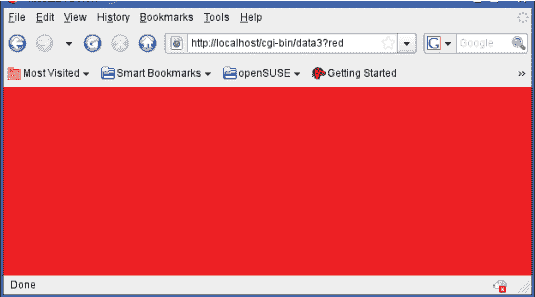 File Edit View History Bookmarks Tools Help
http://localhost/cgi-bin/data3?red
Google
Most Visited Smart Bookmarks openSUSE Getting Started »
Done